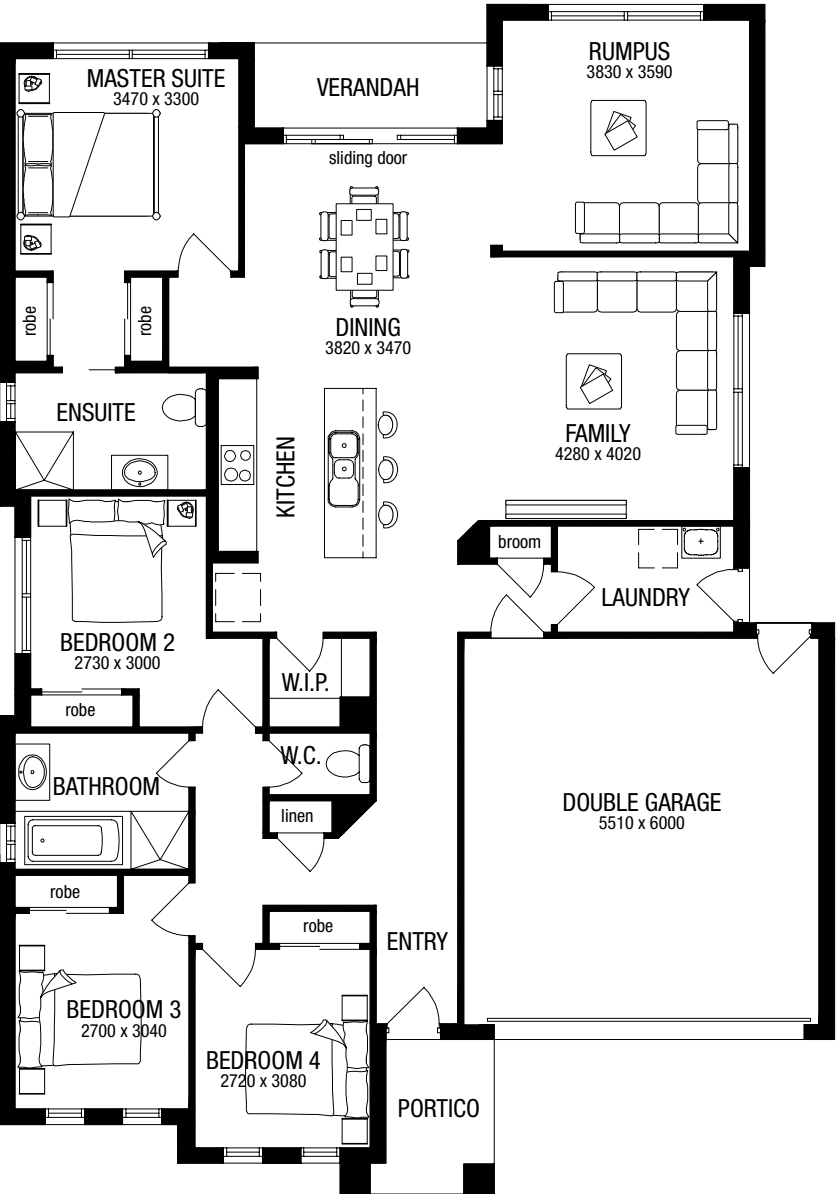 MASTER SUITE
3470 x 3300
VERANDAH
RUMPUS
3830 x 3590
sliding door
robe
robe
DINING
3820 x 3470
ENSUITE
KITCHEN
FAMILY
4280 x 4020
broom
LAUNDRY
BEDROOM 2
2730 x 3000
robe
W.I.P.
W.C.
BATHROOM
linen
DOUBLE GARAGE
5510 x 6000
robe
robe
ENTRY
BEDROOM 3
2700 x 3040
BEDROOM 4
2720 x 3080
PORTICO